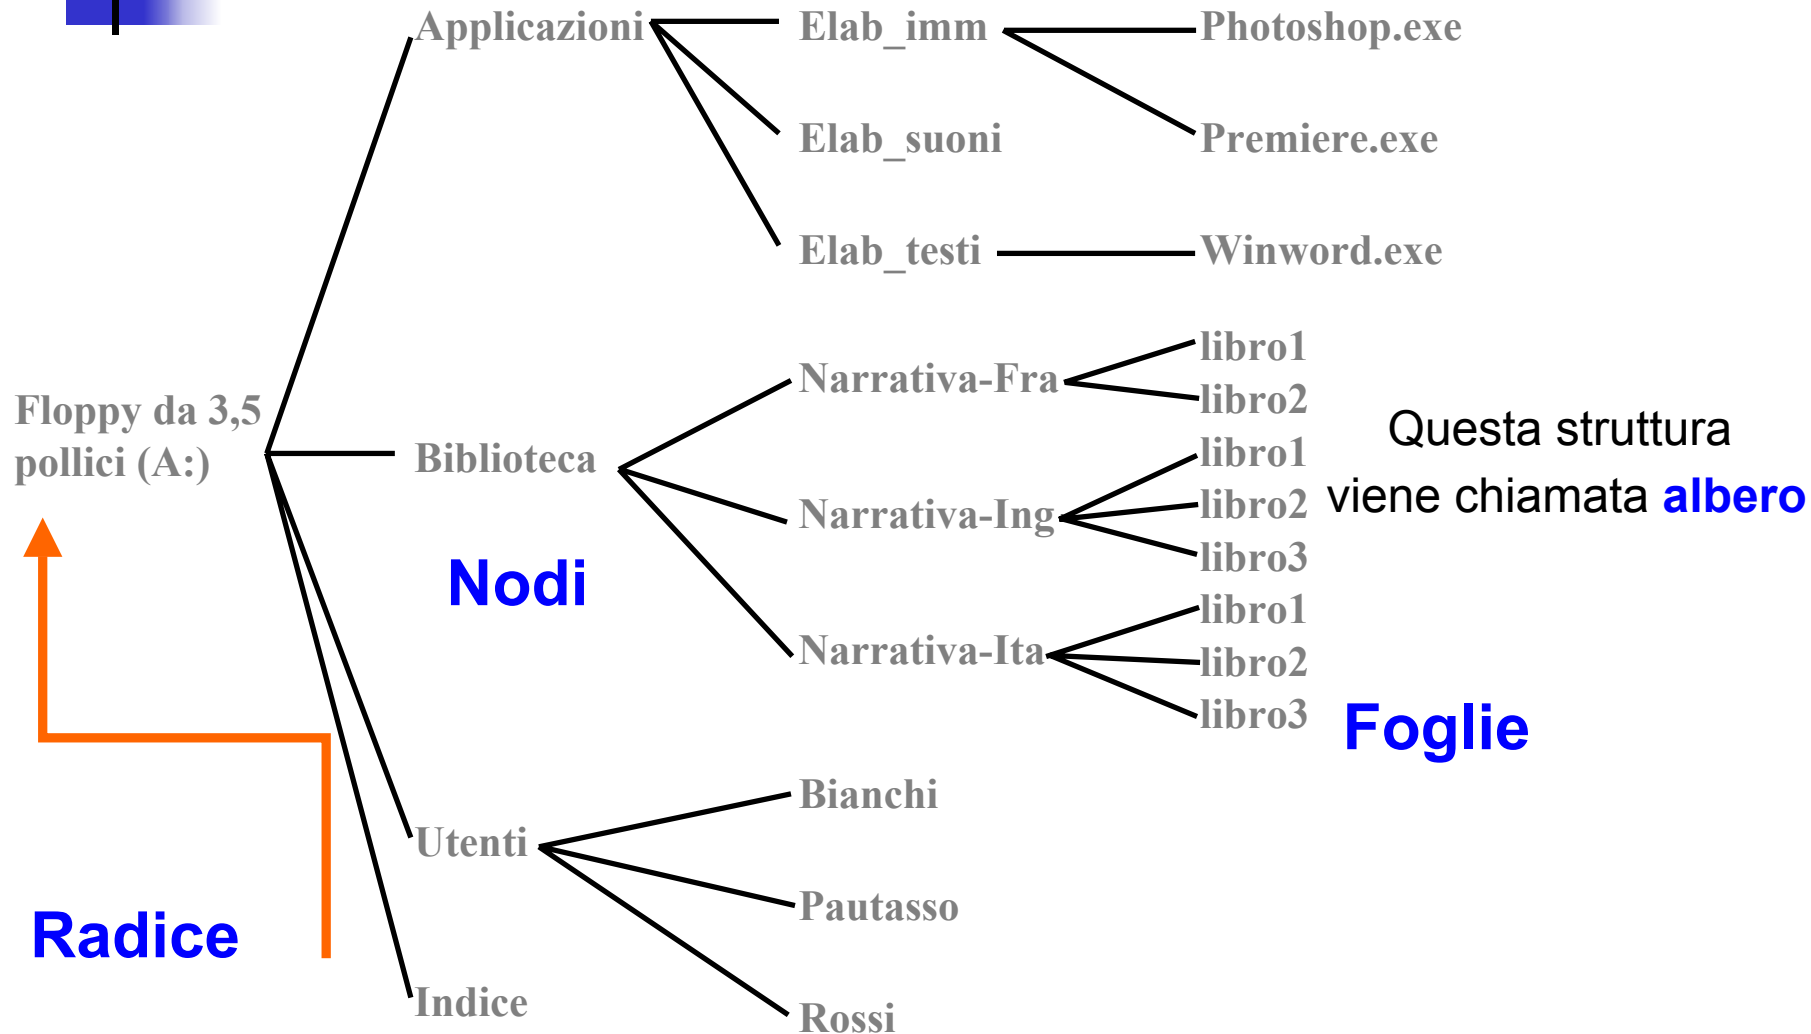 Applicazioni
Elab_imm
Photoshop.exe
Elab_suoni
Premiere.exe
Elab_testi
Winword.exe
Floppy da 3,5
pollici (A:)
Biblioteca
Narrativa-Fra
libro1
libro2
Narrativa-Ing
libro1
libro2
libro3
Narrativa-Ita
libro1
libro2
libro3
Questa struttura
viene chiamata albero
Nodi
Foglie
Utenti
Bianchi
Pautasso
Rossi
Radice
Indice